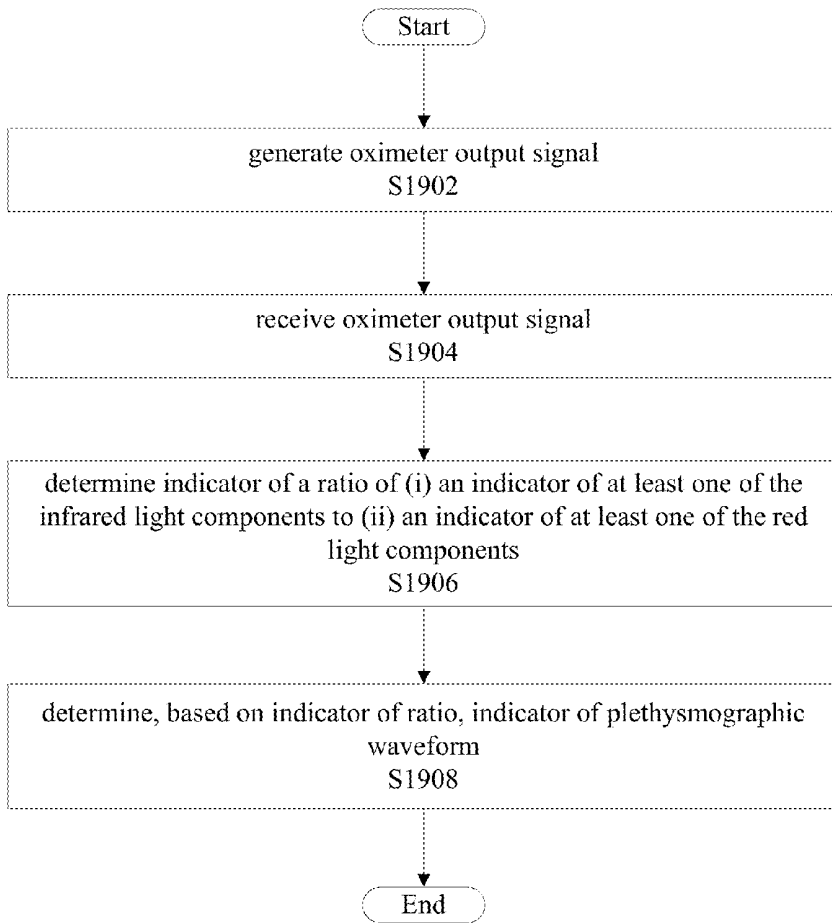 Start
generate oximeter output signal
S1902
receive oximeter output signal
S1904
determine indicator of a ratio of (i) an indicator of at least one of the
infrared light components to (ii) an indicator of at least one of the red
light components
S1906
determine, based on indicator of ratio, indicator of plethysmographic
waveform
S1908
End